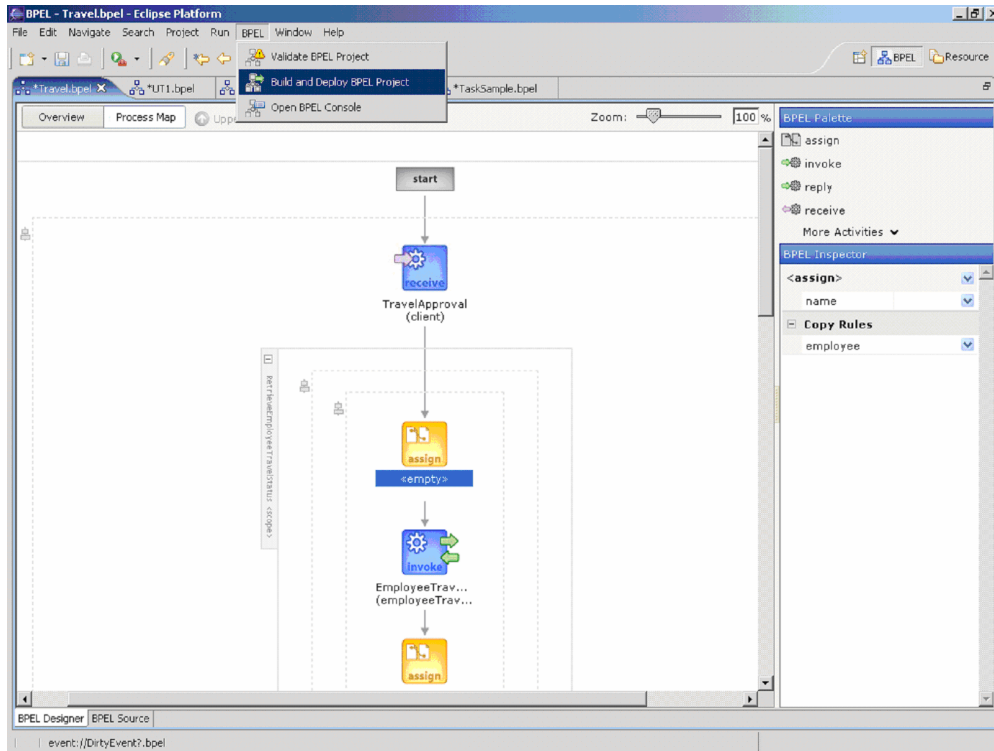 BPEL - Travel.bpel - Eclipse Platform
File Edit Navigate Search Project Run BPEL Window Help
Validate BPEL Project
Build and Deploy BPEL Project
Open BPEL Console
BPEL Resource
*Travel.bpel *UT1.bpel *TaskSample.bpel
Overview Process Map Zoom: 100 %
start
receive
TravelApproval
(client)
RetrieveEmployeeTravelStatus <scope>
assign
<empty>
invoke
EmployeeTrav...
(employeeTrav...
assign
BPEL Palette
assign
invoke
reply
receive
More Activities
BPEL Inspector
<assign>
name
Copy Rules
employee
BPEL Designer BPEL Source
event://DirtyEvent?.bpel